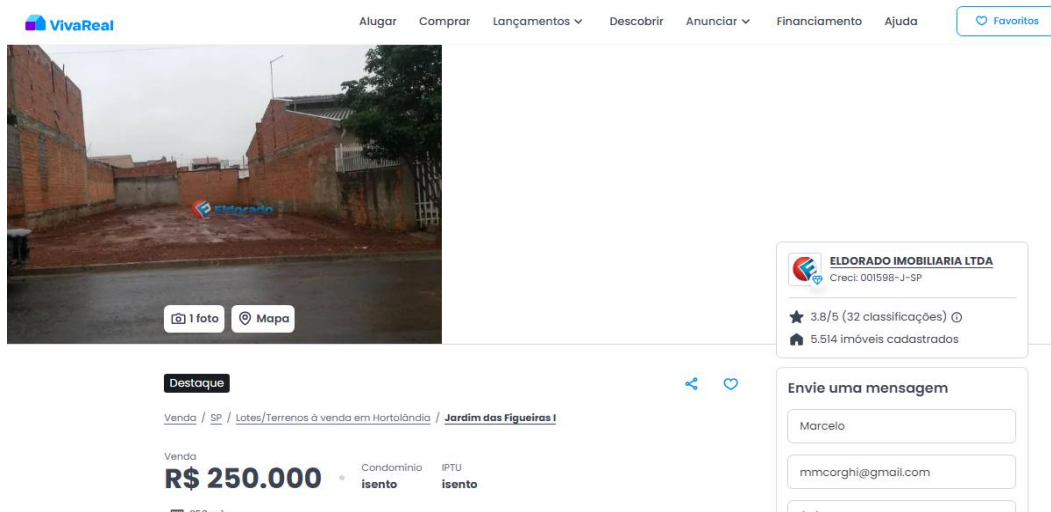 VivaReal
Alugar Comprar Lançamentos Descobrir Anunciar Financiamento Ajuda Favoritos
Eldorado
1 foto Mapa
ELDORADO IMOBILIARIA LTDA
Creci: 001598-J-SP
3.8/5 (32 classificações)
5.514 imóveis cadastrados
Destaque
Envie uma mensagem
Venda / SP / Lotes/Terrenos à venda em Hortolândia / Jardim das Figueiras I
Marcelo
Venda
R$ 250.000
Condomínio IPTU
isento isento
mmcorghi@gmail.com